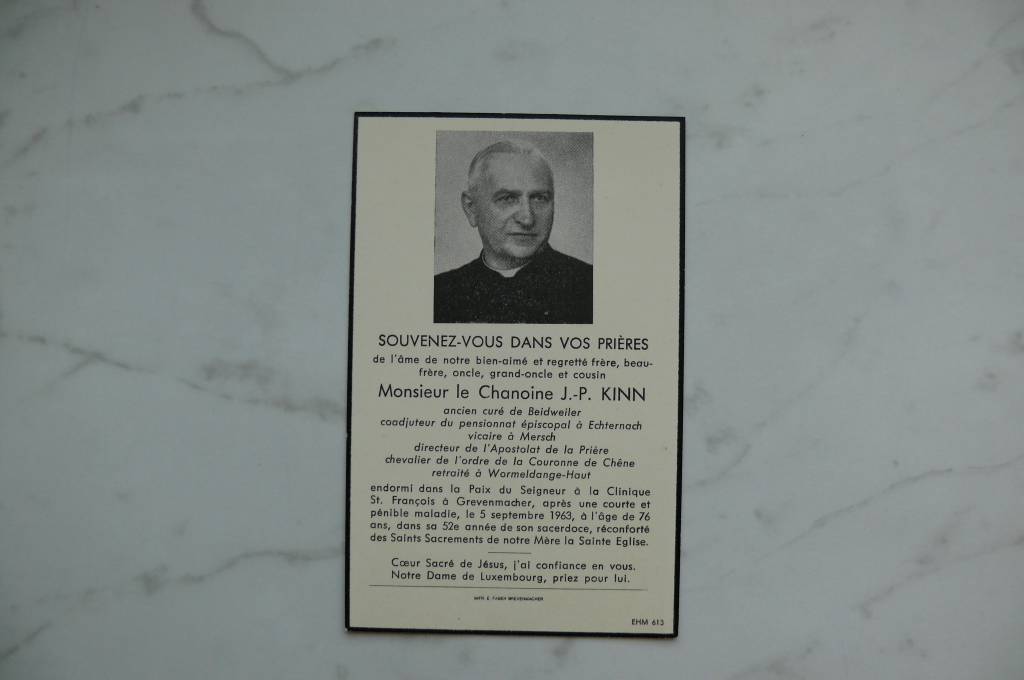 SOUVENEZ-VOUS DANS VOS PRIÈRES
de l'âme de notre bien-aimé et regretté frère, beau-
frère, oncle, grand-oncle et cousin
Monsieur le Chanoine J.-P. KINN
ancien curé de Beidweiler
coadjuteur du pensionnat épiscopal à Echternach
vicaire à Mersch
directeur de l'Apostolat de la Prière
chevalier de l'ordre de la Couronne de Chêne
retraité à Wormeldange-Haut
endormi dans la Paix du Seigneur à la Clinique
St. François à Grevenmacher, après une courte et
pénible maladie, le 5 septembre 1963, à l'âge de 76
ans, dans sa 52e année de son sacerdoce, réconforté
des Saints Sacrements de notre Mère la Sainte Eglise.
Cœur Sacré de Jésus, j'ai confiance en vous.
Notre Dame de Luxembourg, priez pour lui.
E. FABER GREVENMACHER
EHM 613